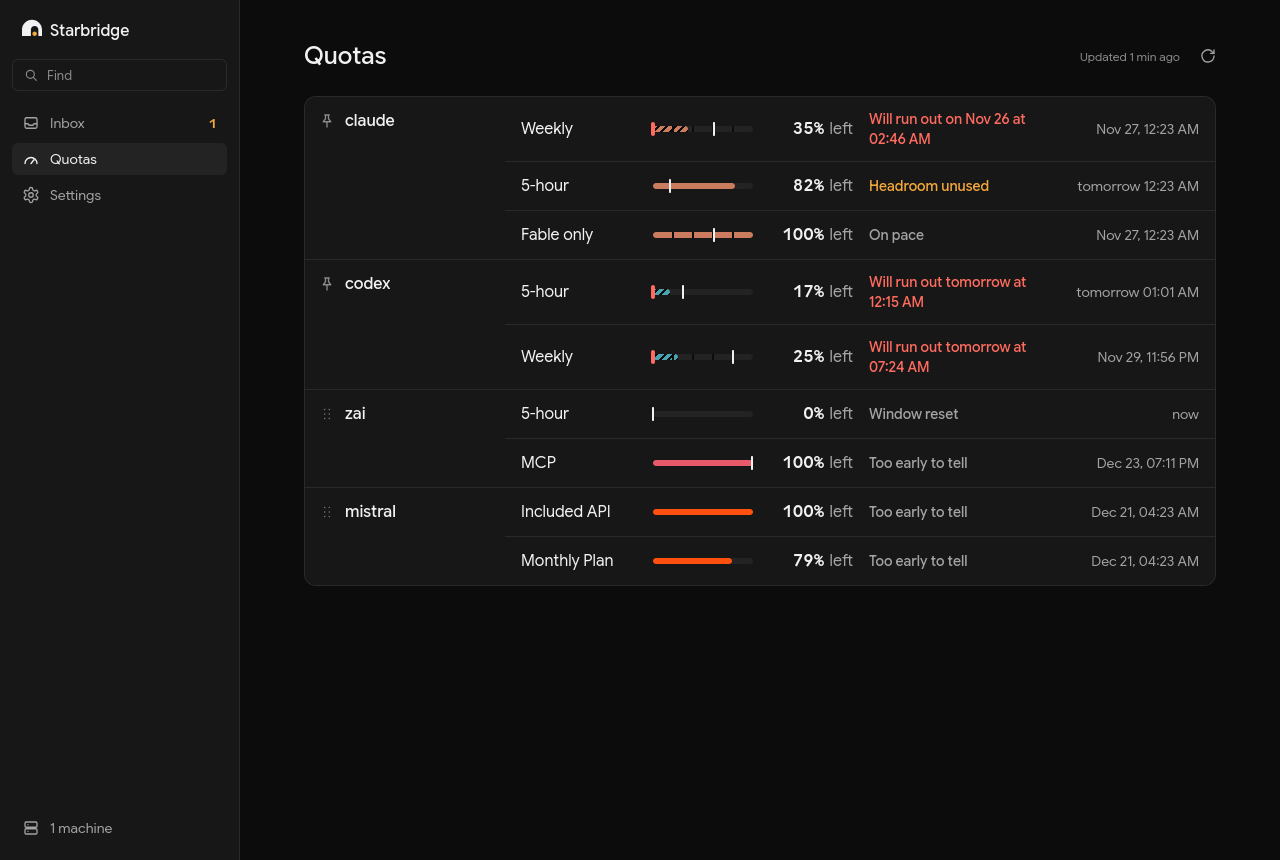 Starbridge
Find
Inbox 1
Quotas
Settings
1 machine
Quotas
Updated 1 min ago
claude
Weekly 35% left Will run out on Nov 26 at 02:46 AM Nov 27, 12:23 AM
5-hour 82% left Headroom unused tomorrow 12:23 AM
Fable only 100% left On pace Nov 27, 12:23 AM
codex
5-hour 17% left Will run out tomorrow at 12:15 AM tomorrow 01:01 AM
Weekly 25% left Will run out tomorrow at 07:24 AM Nov 29, 11:56 PM
zai
5-hour 0% left Window reset now
MCP 100% left Too early to tell Dec 23, 07:11 PM
mistral
Included API 100% left Too early to tell Dec 21, 04:23 AM
Monthly Plan 79% left Too early to tell Dec 21, 04:23 AM